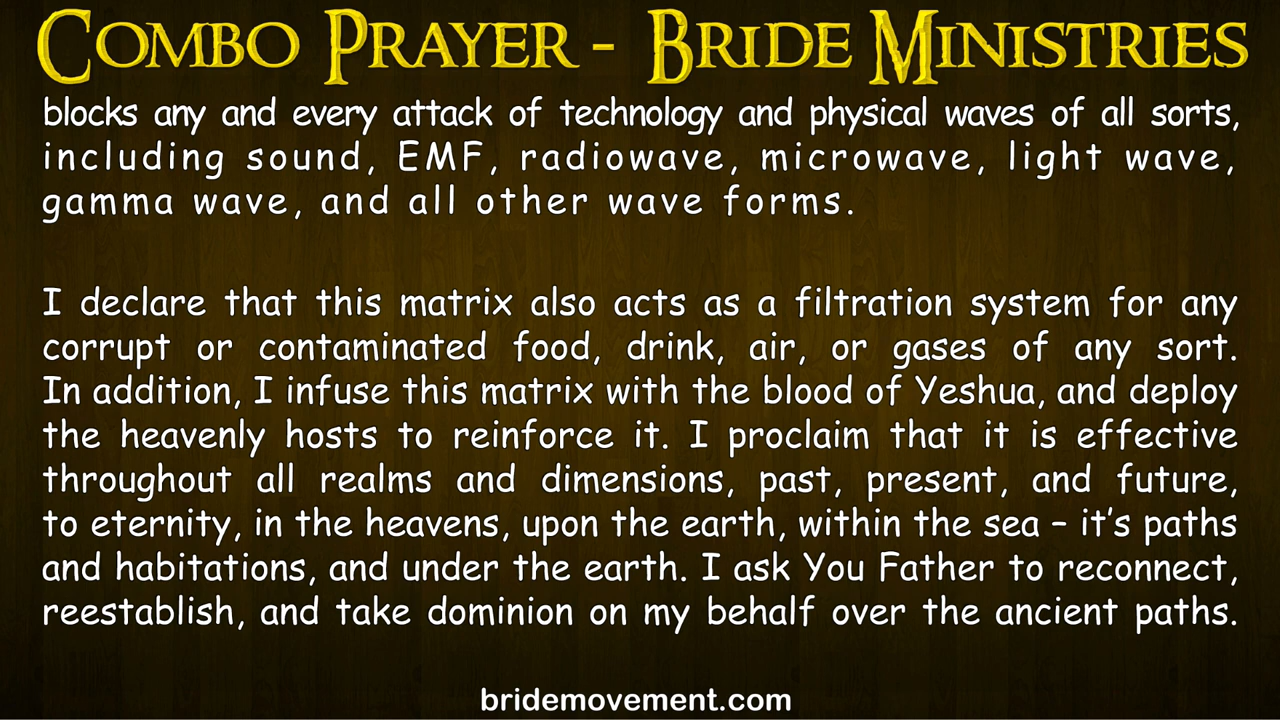 Combo Prayer - Bride Ministries
blocks any and every attack of technology and physical waves of all sorts,
including sound, EMF, radiowave, microwave, light wave,
gamma wave, and all other wave forms.
I declare that this matrix also acts as a filtration system for any
corrupt or contaminated food, drink, air, or gases of any sort.
In addition, I infuse this matrix with the blood of Yeshua, and deploy
the heavenly hosts to reinforce it. I proclaim that it is effective
throughout all realms and dimensions, past, present, and future,
to eternity, in the heavens, upon the earth, within the sea – it's paths
and habitations, and under the earth. I ask You Father to reconnect,
reestablish, and take dominion on my behalf over the ancient paths.
bridemovement.com